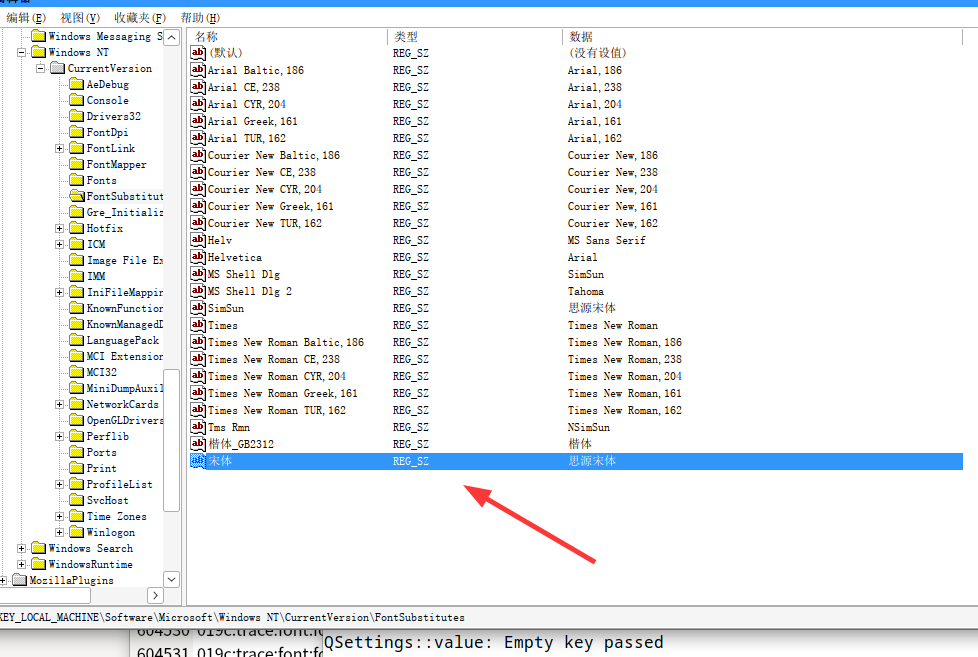 编辑(E) 视图(V) 收藏夹(F) 帮助(H)
Windows Messaging S
Windows NT
CurrentVersion
AeDebug
Console
Drivers32
FontDpi
FontLink
FontMapper
Fonts
FontSubstitut
Gre_Initializ
Hotfix
ICM
Image File Ex
IMM
IniFileMappin
KnownFunction
KnownManagedD
LanguagePack
MCI Extension
MCI32
MiniDumpAuxil
NetworkCards
OpenGLDrivers
Perflib
Ports
Print
ProfileList
SvcHost
Time Zones
Winlogon
Windows Search
WindowsRuntime
MozillaPlugins
名称 类型 数据
(默认) REG_SZ (没有设值)
Arial Baltic,186 REG_SZ Arial,186
Arial CE,238 REG_SZ Arial,238
Arial CYR,204 REG_SZ Arial,204
Arial Greek,161 REG_SZ Arial,161
Arial TUR,162 REG_SZ Arial,162
Courier New Baltic,186 REG_SZ Courier New,186
Courier New CE,238 REG_SZ Courier New,238
Courier New CYR,204 REG_SZ Courier New,204
Courier New Greek,161 REG_SZ Courier New,161
Courier New TUR,162 REG_SZ Courier New,162
Helv REG_SZ MS Sans Serif
Helvetica REG_SZ Arial
MS Shell Dlg REG_SZ SimSun
MS Shell Dlg 2 REG_SZ Tahoma
SimSun REG_SZ 思源宋体
Times REG_SZ Times New Roman
Times New Roman Baltic,186 REG_SZ Times New Roman,186
Times New Roman CE,238 REG_SZ Times New Roman,238
Times New Roman CYR,204 REG_SZ Times New Roman,204
Times New Roman Greek,161 REG_SZ Times New Roman,161
Times New Roman TUR,162 REG_SZ Times New Roman,162
Tms Rmn REG_SZ NSimSun
楷体_GB2312 REG_SZ 楷体
宋体 REG_SZ 思源宋体
KEY_LOCAL_MACHINE\Software\Microsoft\Windows NT\CurrentVersion\FontSubstitutes
604530 019c:trace:font:fo
QSettings::value: Empty key passed
604531 019c:trace:font:fo